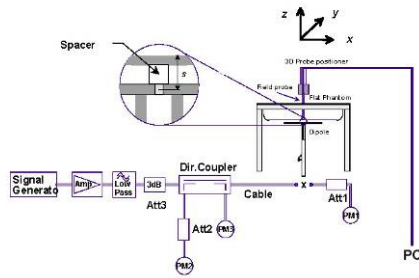 z
y
x
Spacer
s
3D Probe positioner
Field probe
Flat Phantom
Dipole
Signal
Generato
Amp
Low
Pass
3dB
Att3
Dir.Coupler
Cable
x
Att1
PM1
Att2
PM3
PM2
PC